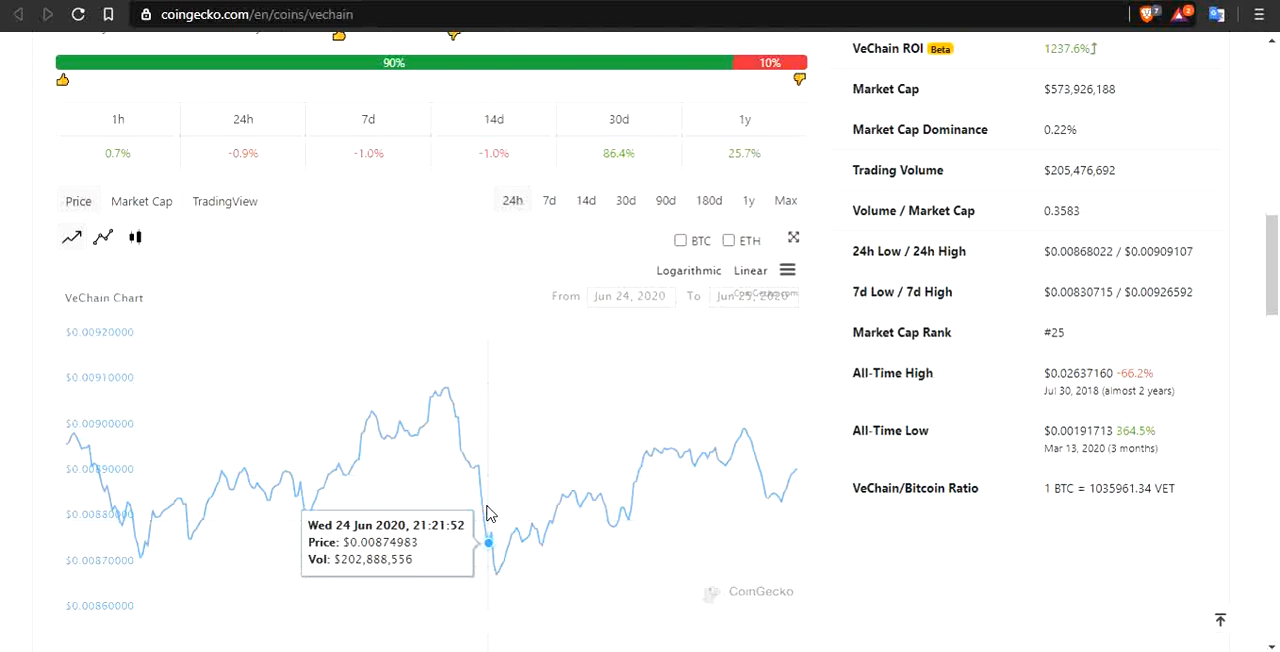 coingecko.com/en/coins/vechain
7
2
90%
10%
1h 24h 7d 14d 30d 1y
0.7% -0.9% -1.0% -1.0% 86.4% 25.7%
Price Market Cap TradingView
24h 7d 14d 30d 90d 180d 1y Max
BTC ETH
Logarithmic Linear
VeChain Chart
From Jun 24, 2020 To Jun 25, 2020
CoinGecko.com
$0.00920000
$0.00910000
$0.00900000
$0.00890000
$0.00880000
$0.00870000
$0.00860000
Wed 24 Jun 2020, 21:21:52
Price: $0.00874983
Vol: $202,888,556
CoinGecko
VeChain ROI Beta 1237.6%
Market Cap $573,926,188
Market Cap Dominance 0.22%
Trading Volume $205,476,692
Volume / Market Cap 0.3583
24h Low / 24h High $0.00868022 / $0.00909107
7d Low / 7d High $0.00830715 / $0.00926592
Market Cap Rank #25
All-Time High $0.02637160 -66.2%
Jul 30, 2018 (almost 2 years)
All-Time Low $0.00191713 364.5%
Mar 13, 2020 (3 months)
VeChain/Bitcoin Ratio 1 BTC = 1035961.34 VET